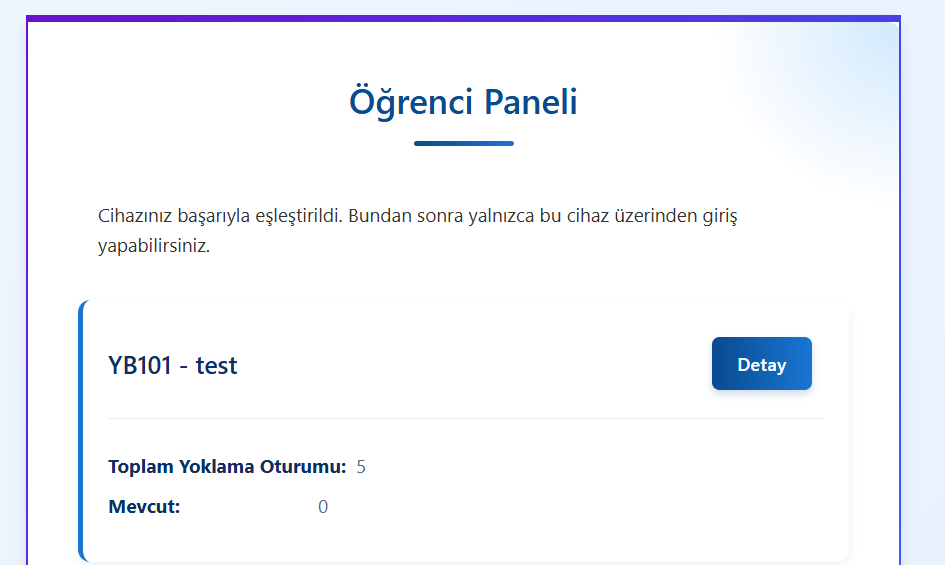 Öğrenci Paneli
Cihazınız başarıyla eşleştirildi. Bundan sonra yalnızca bu cihaz üzerinden giriş
yapabilirsiniz.
YB101 - test
Detay
Toplam Yoklama Oturumu: 5
Mevcut: 0